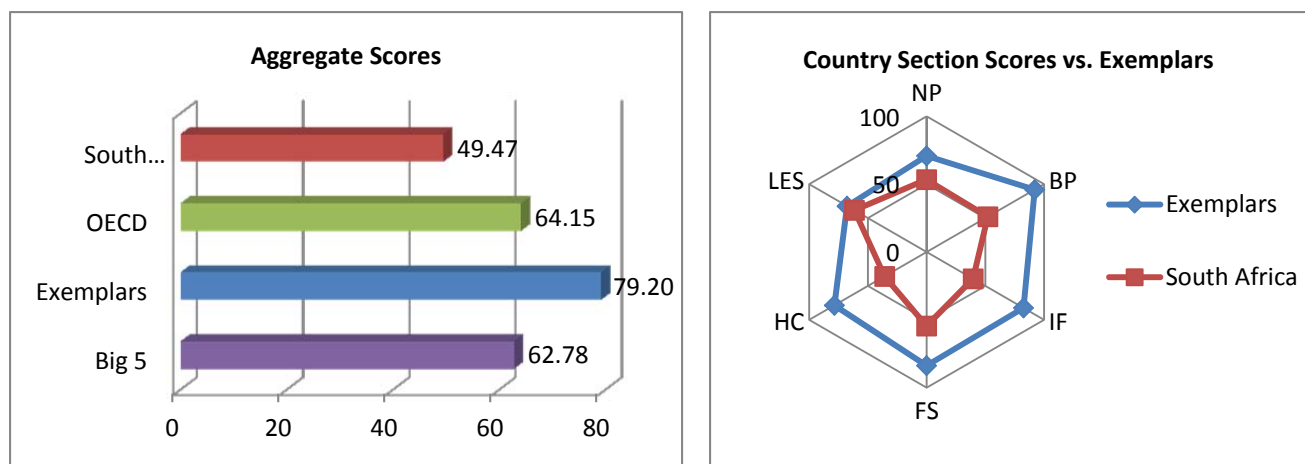 Aggregate Scores
South...
49.47
OECD
64.15
Exemplars
79.20
Big 5
62.78
0 20 40 60 80
Country Section Scores vs. Exemplars
NP
100
LES
50
BP
0
HC
IF
FS
Exemplars
South Africa